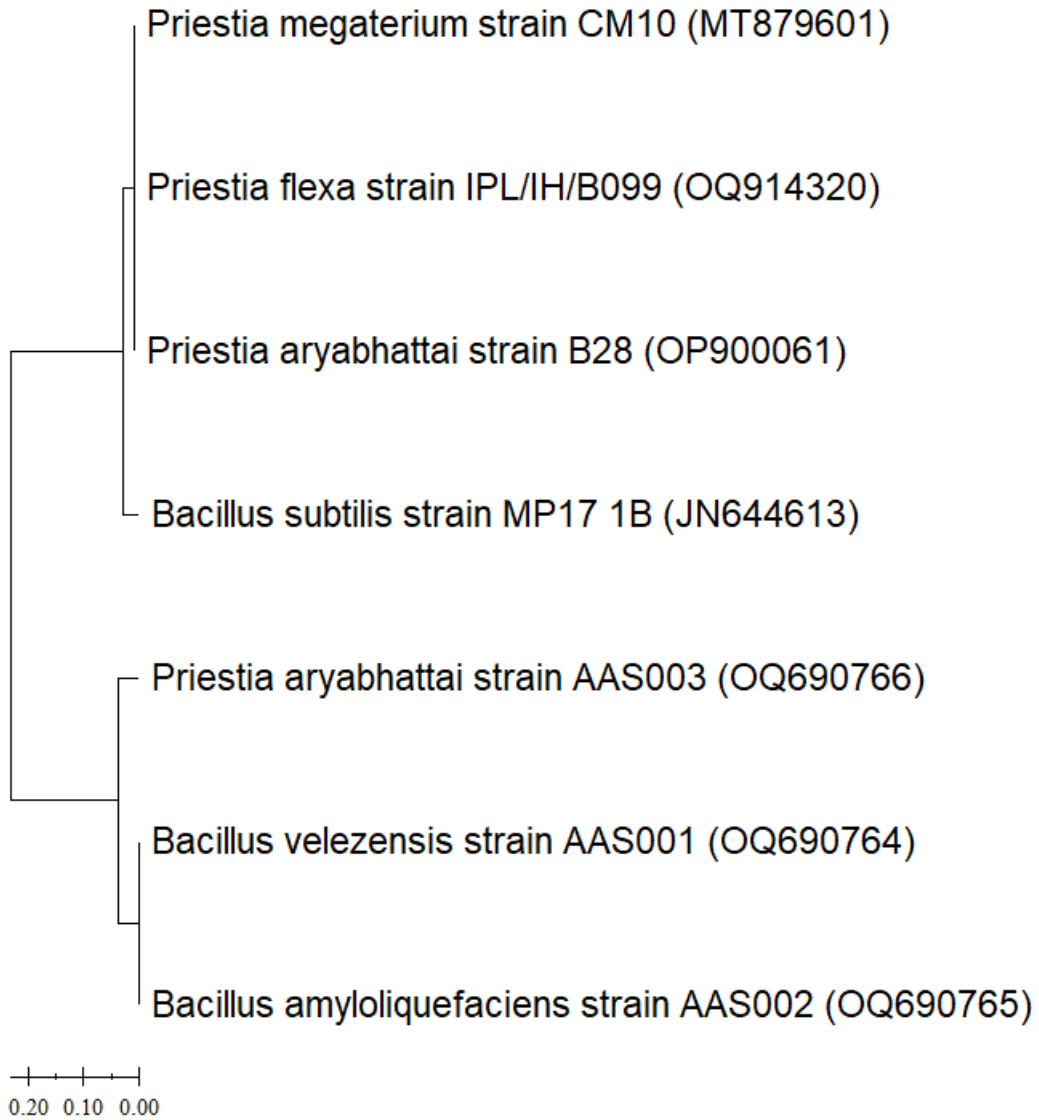 Priestia megaterium strain CM10 (MT879601)
Priestia flexa strain IPL/IH/B099 (OQ914320)
Priestia aryabhattai strain B28 (OP900061)
Bacillus subtilis strain MP17 1B (JN644613)
Priestia aryabhattai strain AAS003 (OQ690766)
Bacillus velezensis strain AAS001 (OQ690764)
Bacillus amyloliquefaciens strain AAS002 (OQ690765)
0.20 0.10 0.00